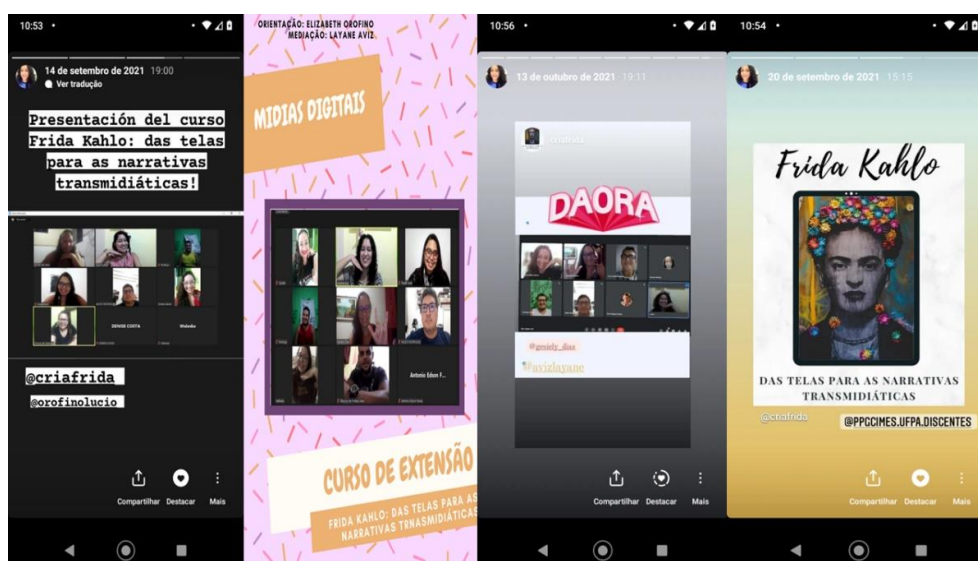 10:53
14 de setembro de 2021 19:00
Ver tradução
Presentación del curso
Frida Kahlo: das telas
para as narrativas
transmidiáticas!
DENISE COSTA
@criafrida
@orofinolucio
Compartilhar Destacar Mais
ORIENTAÇÃO: ELIZABETH OROFINO
MEDIAÇÃO: LAYANE AVIZ
MIDIAS DIGITAIS
Antonio Edson F...
CURSO DE EXTENSÃO
FRIDA KAHLO: DAS TELAS PARA AS
NARRATIVAS TRNASMIDIÁTICAS
10:56
13 de outubro de 2021 19:11
criafrida
DAORA
@gesiely_dias
@avizlayane
Compartilhar Destacar Mais
10:54
20 de setembro de 2021 15:15
Frida Kahlo
DAS TELAS PARA AS NARRATIVAS
TRANSMIDIÁTICAS
@criafrida
@PPGCIMES.UFPA.DISCENTES
Compartilhar Destacar Mais